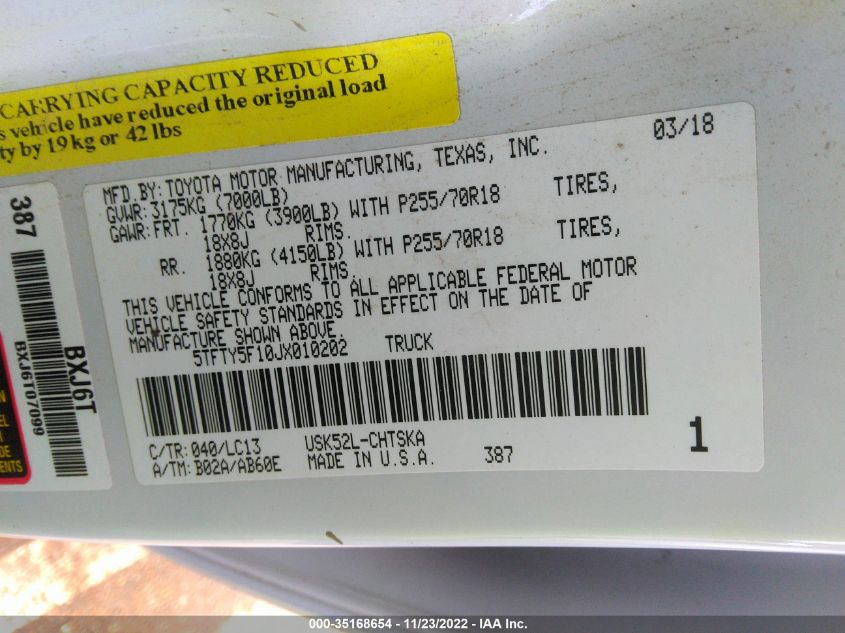 CARRYING CAPACITY REDUCED
s vehicle have reduced the original load
ty by 19 kg or 42 lbs
MFD. BY: TOYOTA MOTOR MANUFACTURING, TEXAS, INC. 03/18
GVWR: 3175KG (7000LB)
GAWR: FRT. 1770KG (3900LB) WITH P255/70R18 TIRES,
18X8J RIMS.
RR. 1880KG (4150LB) WITH P255/70R18 TIRES,
18X8J RIMS.
THIS VEHICLE CONFORMS TO ALL APPLICABLE FEDERAL MOTOR
VEHICLE SAFETY STANDARDS IN EFFECT ON THE DATE OF
MANUFACTURE SHOWN ABOVE.
5TFTY5F10JX010202 TRUCK
C/TR: 040/LC13 USK52L-CHTSKA
A/TM: B02A/AB60E MADE IN U.S.A. 387
1
387
BXJ6T
BXJ6T07099
ON
EL
DE
ENTS
000-35168654 - 11/23/2022 - IAA Inc.